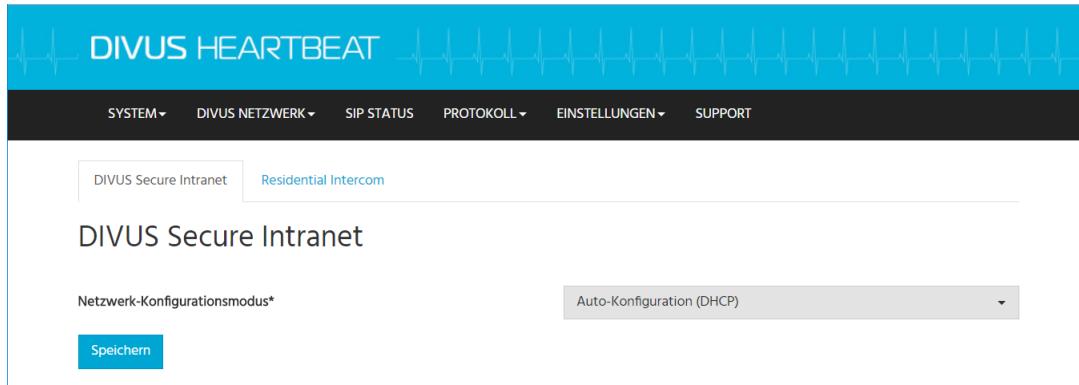 DIVUS HEARTBEAT
SYSTEM DIVUS NETZWERK SIP STATUS PROTOKOLL EINSTELLUNGEN SUPPORT
DIVUS Secure Intranet Residential Intercom
DIVUS Secure Intranet
Netzwerk-Konfigurationsmodus* Auto-Konfiguration (DHCP)
Speichern